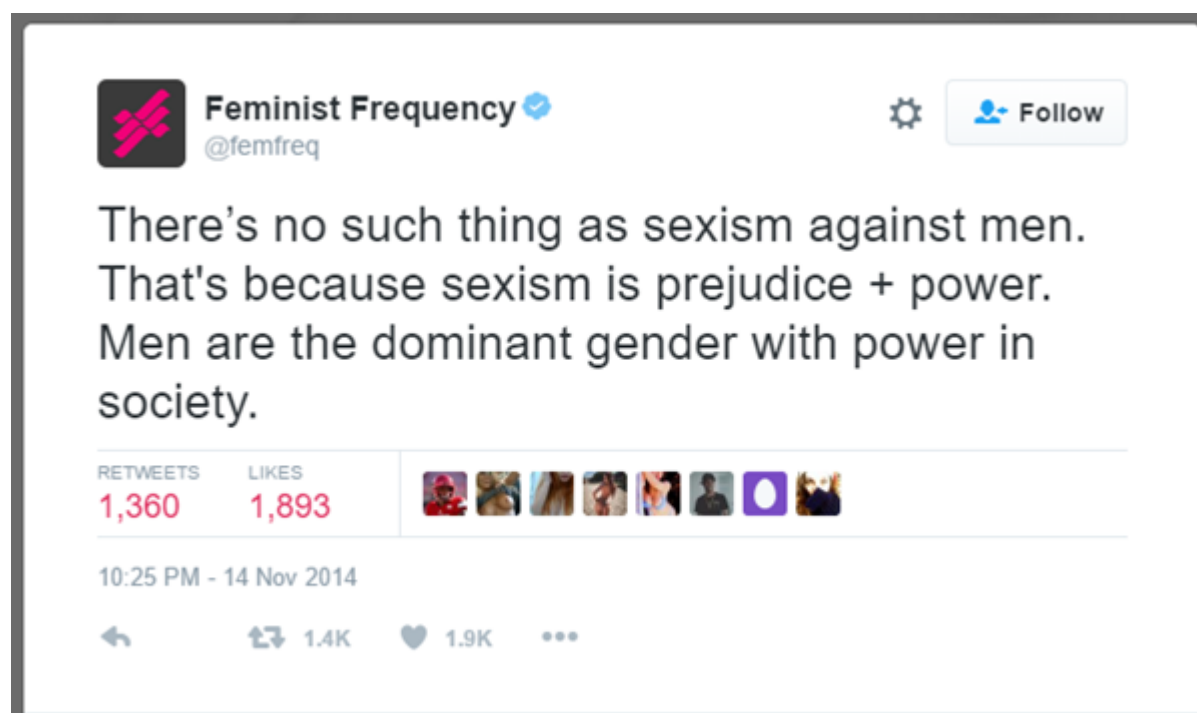 Feminist Frequency
@femfreq
Follow
There’s no such thing as sexism against men.
That's because sexism is prejudice + power.
Men are the dominant gender with power in
society.
RETWEETS LIKES
1,360 1,893
10:25 PM - 14 Nov 2014
1.4K 1.9K